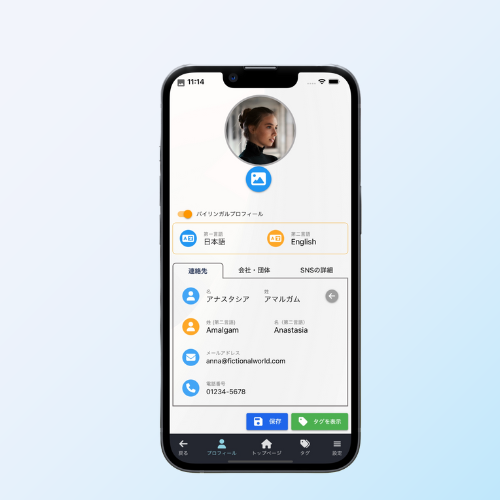 11:14
バイリンガルプロフィール
第一言語 第二言語
日本語 English
連絡先 会社・団体 SNSの詳細
名 姓
アナスタシア アマルガム
姓 (第二言語) 名 (第二言語)
Amalgam Anastasia
メールアドレス
anna@fictionalworld.com
電話番号
01234-5678
保存 タグを表示
戻る プロフィール トップページ タグ 設定